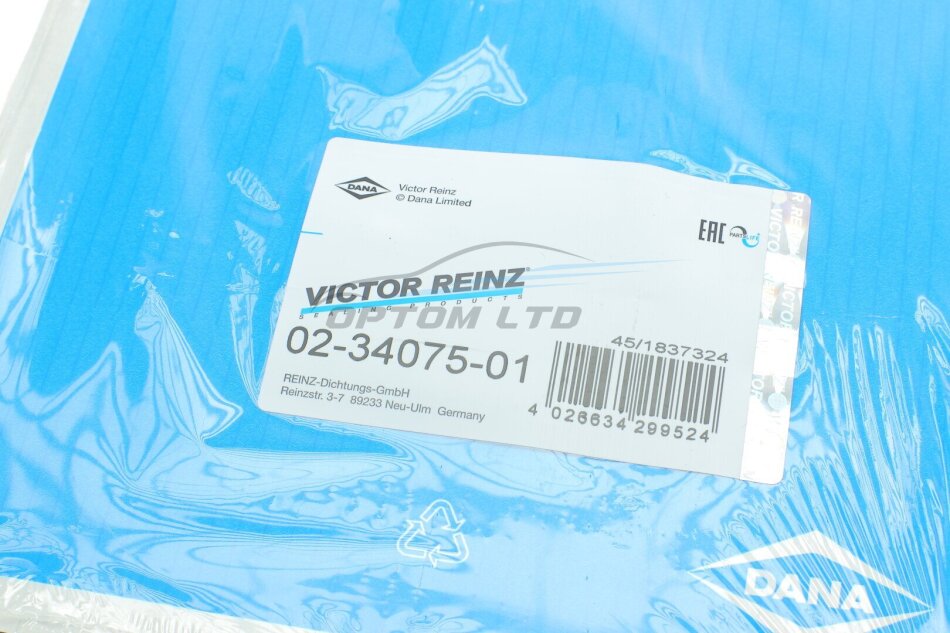 DANA
Victor Reinz
© Dana Limited
EAC
PARTSLIFE
VICTOR REINZ®
SEALING PRODUCTS
OPTOM LTD
02-34075-01
45/1837324
REINZ-Dichtungs-GmbH
Reinzstr. 3-7 89233 Neu-Ulm Germany
4 026634 299524
DANA